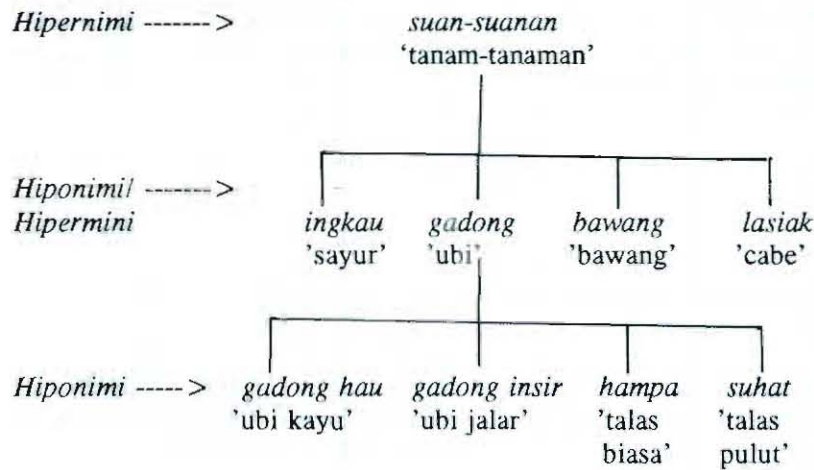 Hipernimi -------> suan-suanan
'tanam-tanaman'
Hiponimi/ ------->
Hipermini ingkau gadong bawang lasiak
'sayur' 'ubi' 'bawang' 'cabe'
Hiponimi -----> gadong hau gadong insir hampa suhat
'ubi kayu' 'ubi jalar' 'talas 'talas
biasa' pulut'